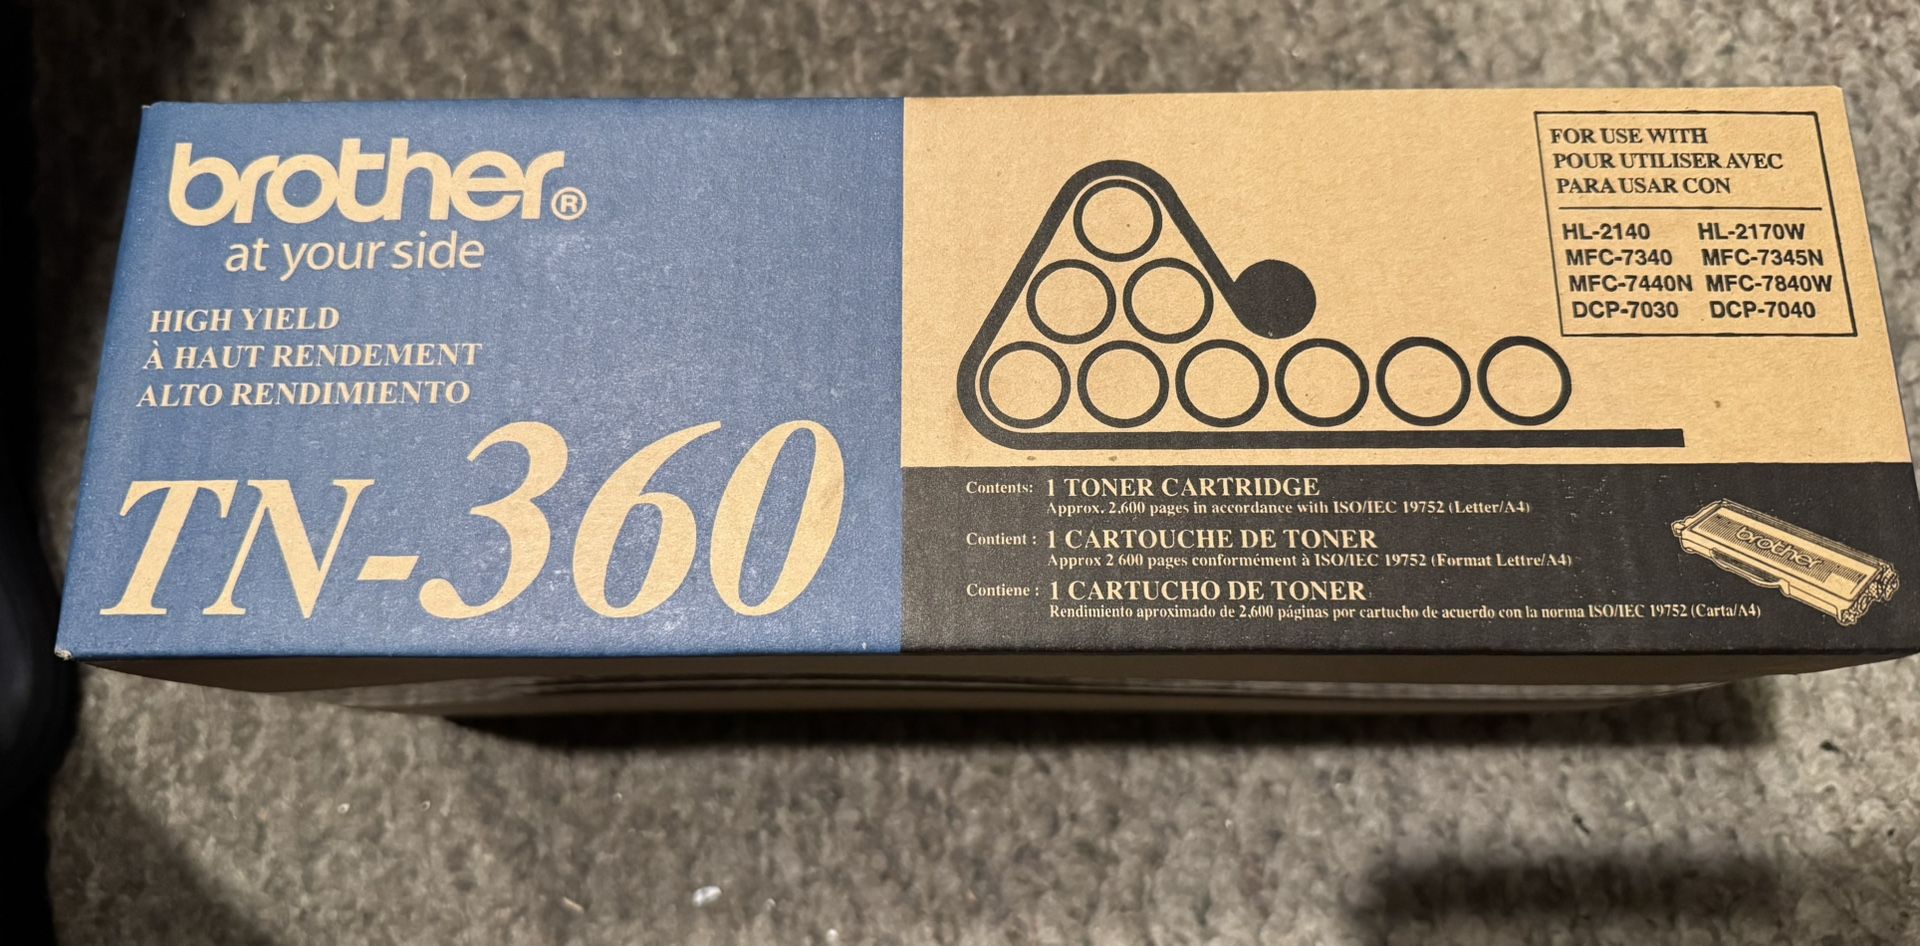 brother®
at your side
HIGH YIELD
À HAUT RENDEMENT
ALTO RENDIMIENTO
TN-360
FOR USE WITH
POUR UTILISER AVEC
PARA USAR CON
HL-2140 HL-2170W
MFC-7340 MFC-7345N
MFC-7440N MFC-7840W
DCP-7030 DCP-7040
Contents: 1 TONER CARTRIDGE
Approx. 2,600 pages in accordance with ISO/IEC 19752 (Letter/A4)
Contient : 1 CARTOUCHE DE TONER
Approx 2 600 pages conformément à ISO/IEC 19752 (Format Lettre/A4)
Contiene : 1 CARTUCHO DE TONER
Rendimiento aproximado de 2,600 páginas por cartucho de acuerdo con la norma ISO/IEC 19752 (Carta/A4)
brother